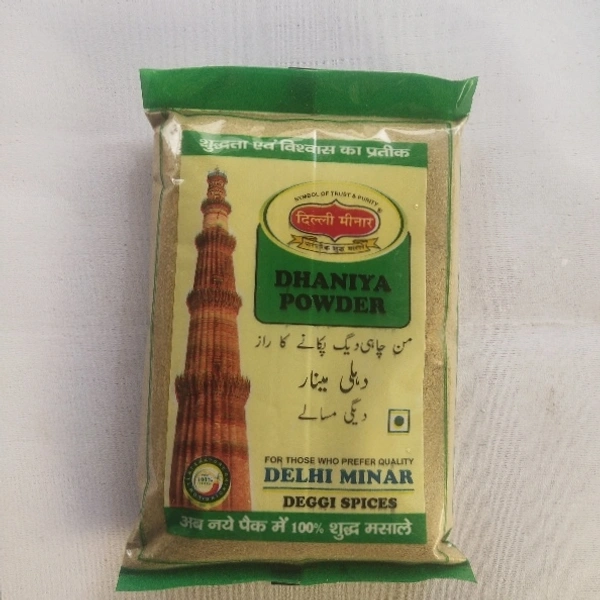 शुद्धता एवं विश्वास का प्रतीक
SYMBOL OF TRUST & PURITY
®
दिल्ली मीनार
DHANIYA
POWDER
من چاہی دیگ پکانے کا راز
دہلی مینار
دیگی مسالے
FOR THOSE WHO PREFER QUALITY
DELHI MINAR
DEGGI SPICES
100%
अब नये पैक में 100% शुद्ध मसाले